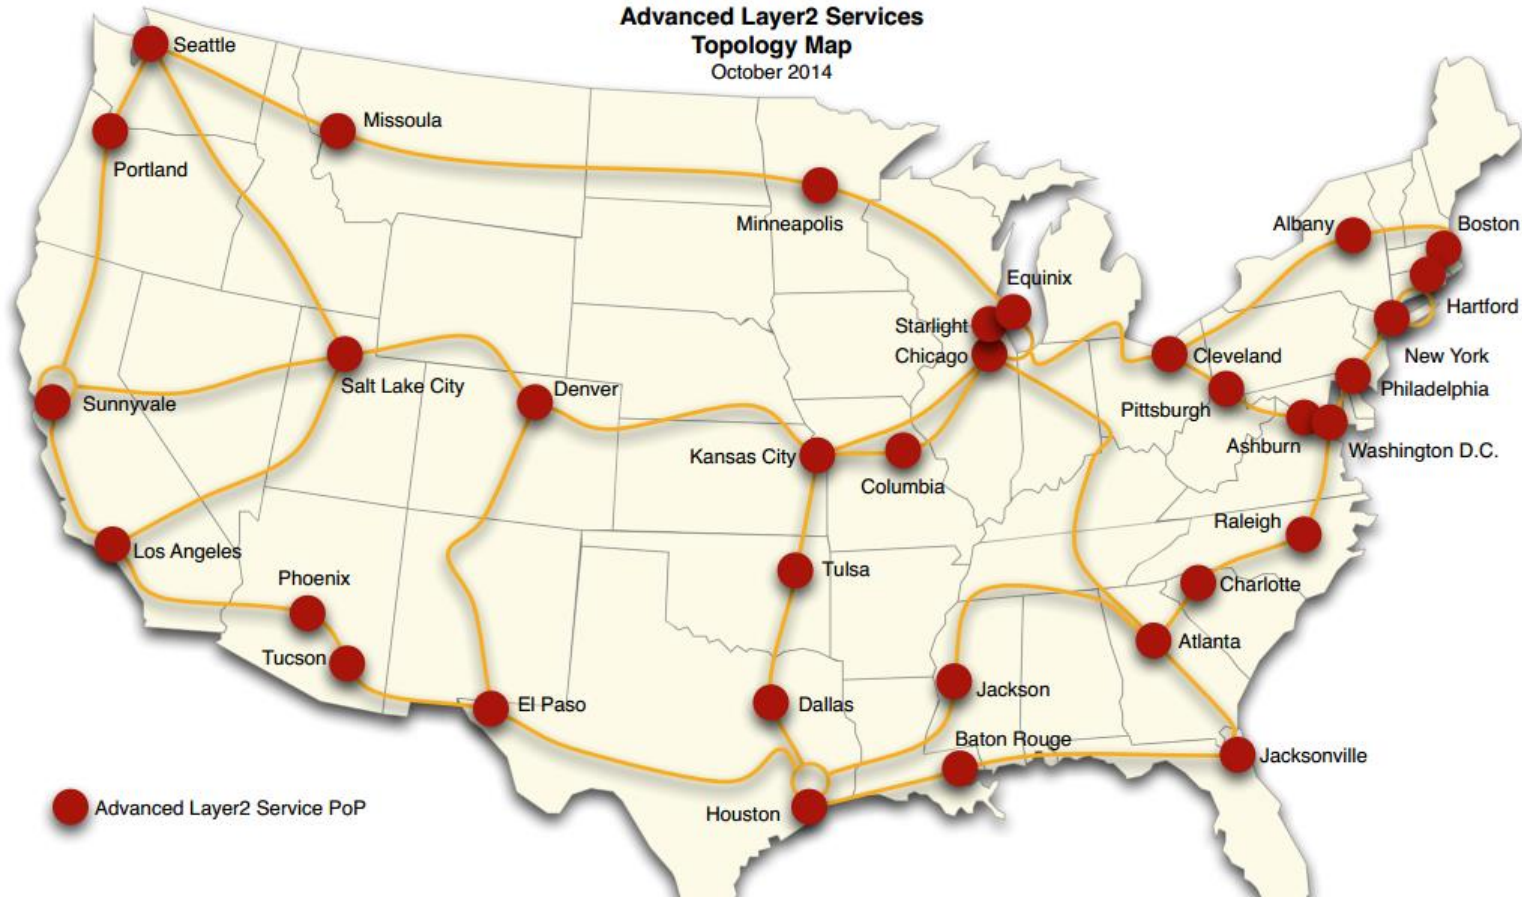 Advanced Layer2 Services
Topology Map
October 2014
Seattle
Missoula
Portland
Minneapolis
Albany
Boston
Equinix
Hartford
Starlight
Chicago
Cleveland
New York
Salt Lake City
Denver
Philadelphia
Sunnyvale
Pittsburgh
Ashburn
Washington D.C.
Kansas City
Columbia
Raleigh
Los Angeles
Tulsa
Phoenix
Charlotte
Atlanta
Tucson
Jackson
El Paso
Dallas
Baton Rouge
Jacksonville
Advanced Layer2 Service PoP
Houston